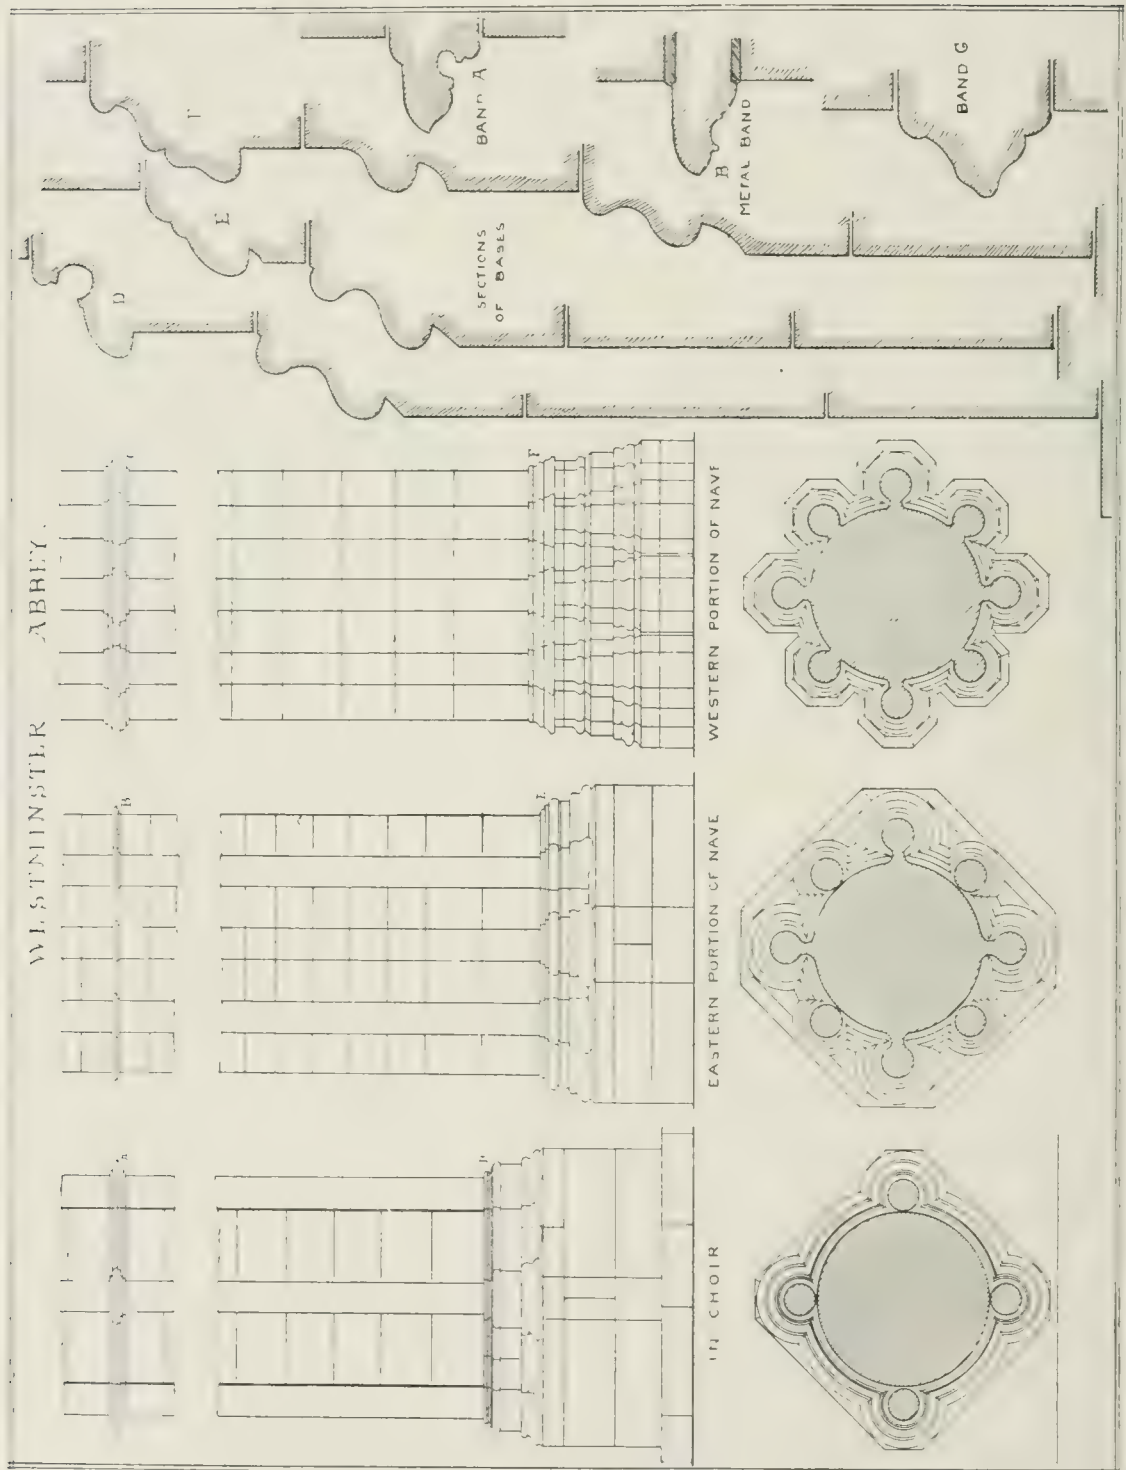 WESTMINSTER ABBEY.
IN CHOIR
EASTERN PORTION OF NAVE
WESTERN PORTION OF NAVE
A
B
D
E
F
SECTIONS
OF BASES
D
E
F
BAND A
B
METAL BAND
BAND G